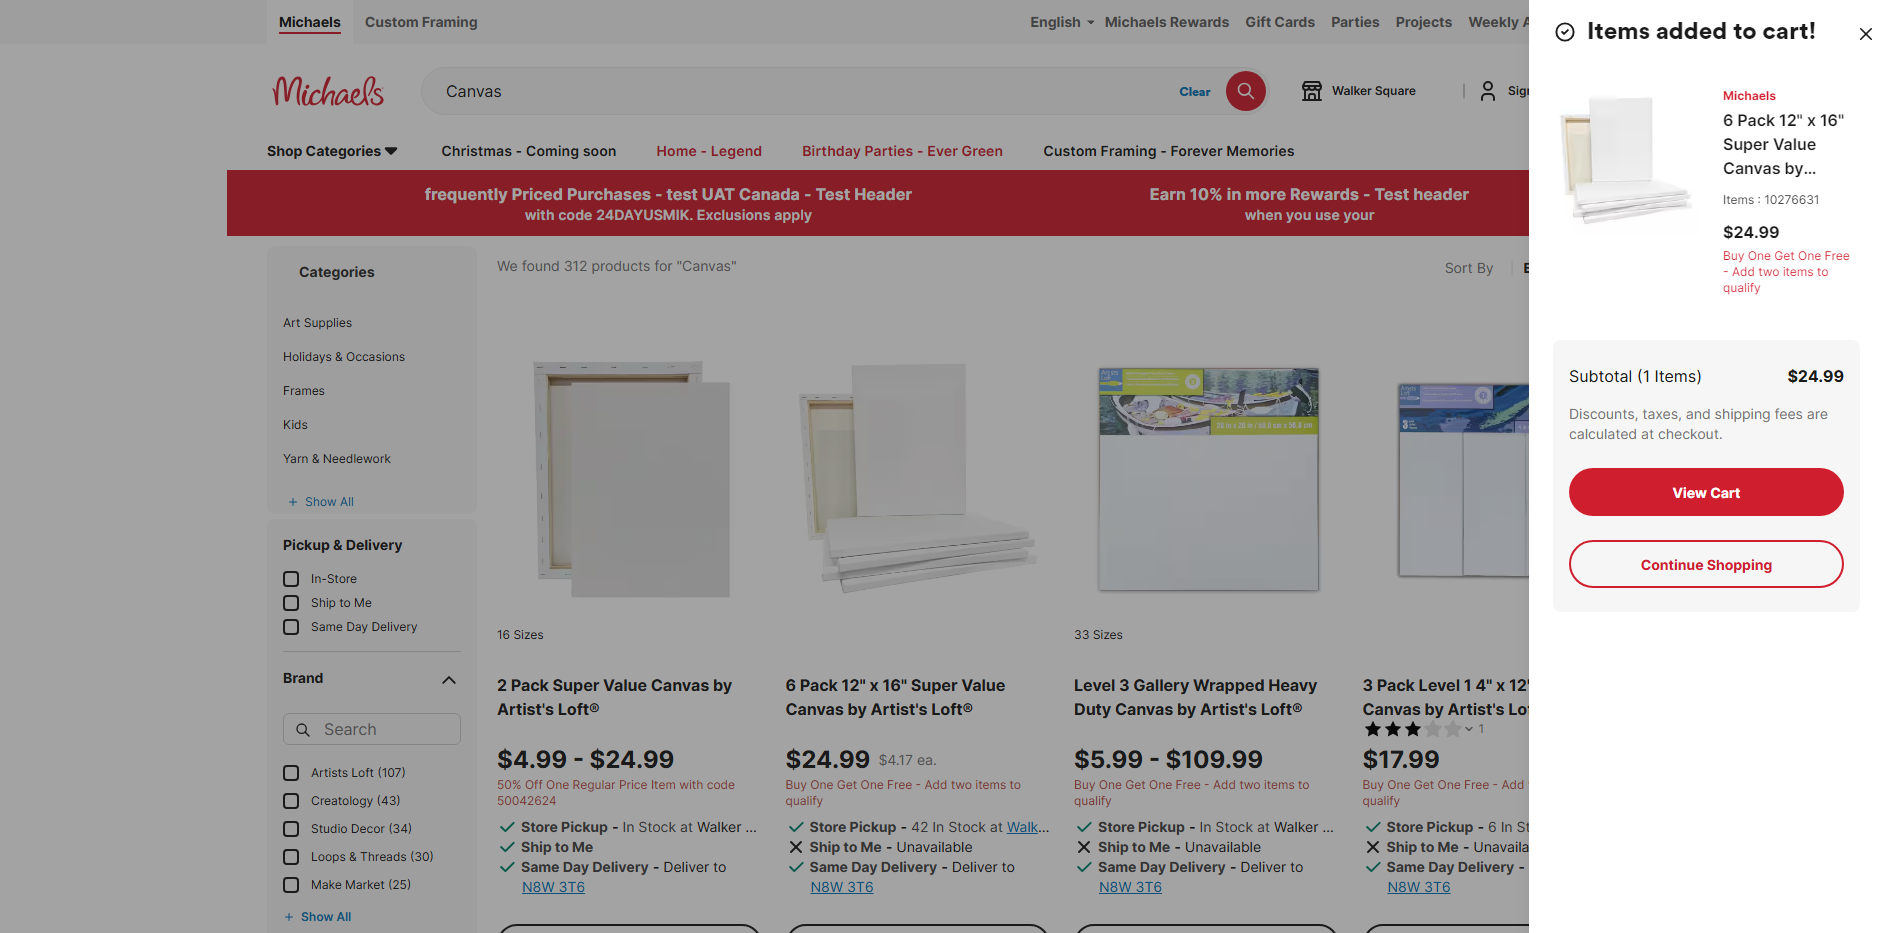 Michaels
Custom Framing
English
Michaels Rewards
Gift Cards
Parties
Projects
Weekly
Michaels
Canvas
Clear
Walker Square
Shop Categories
Christmas - Coming soon
Home - Legend
Birthday Parties - Ever Green
Custom Framing - Forever Memories
frequently Priced Purchases - test UAT Canada - Test Header
with code 24DAYUSMIK. Exclusions apply
Earn 10% in more Rewards - Test header
when you use your
Categories
Art Supplies
Holidays & Occasions
Frames
Kids
Yarn & Needlework
+ Show All
Pickup & Delivery
In-Store
Ship to Me
Same Day Delivery
Brand
Search
Artists Loft (107)
Creatology (43)
Studio Decor (34)
Loops & Threads (30)
Make Market (25)
+ Show All
We found 312 products for "Canvas"
Sort By
16 Sizes
2 Pack Super Value Canvas by
Artist's Loft®
$4.99 - $24.99
50% Off One Regular Price Item with code
50042624
Store Pickup - In Stock at Walker ...
Ship to Me
Same Day Delivery - Deliver to
N8W 3T6
6 Pack 12" x 16" Super Value
Canvas by Artist's Loft®
$24.99 $4.17 ea.
Buy One Get One Free - Add two items to
qualify
Store Pickup - 42 In Stock at Walk...
Ship to Me - Unavailable
Same Day Delivery - Deliver to
N8W 3T6
33 Sizes
Level 3 Gallery Wrapped Heavy
Duty Canvas by Artist's Loft®
$5.99 - $109.99
Buy One Get One Free - Add two items to
qualify
Store Pickup - In Stock at Walker ...
Ship to Me - Unavailable
Same Day Delivery - Deliver to
N8W 3T6
3 Pack Level 1 4" x 12"
Canvas by Artist's
1
$17.99
Buy One Get One Free - Add
qualify
Store Pickup - 6 In
Ship to Me -
Same Day Delivery -
N8W 3T6
Items added to cart!
Michaels
6 Pack 12" x 16"
Super Value
Canvas by...
Items : 10276631
$24.99
Buy One Get One Free
- Add two items to
qualify
Subtotal (1 Items)
$24.99
Discounts, taxes, and shipping fees are
calculated at checkout.
View Cart
Continue Shopping